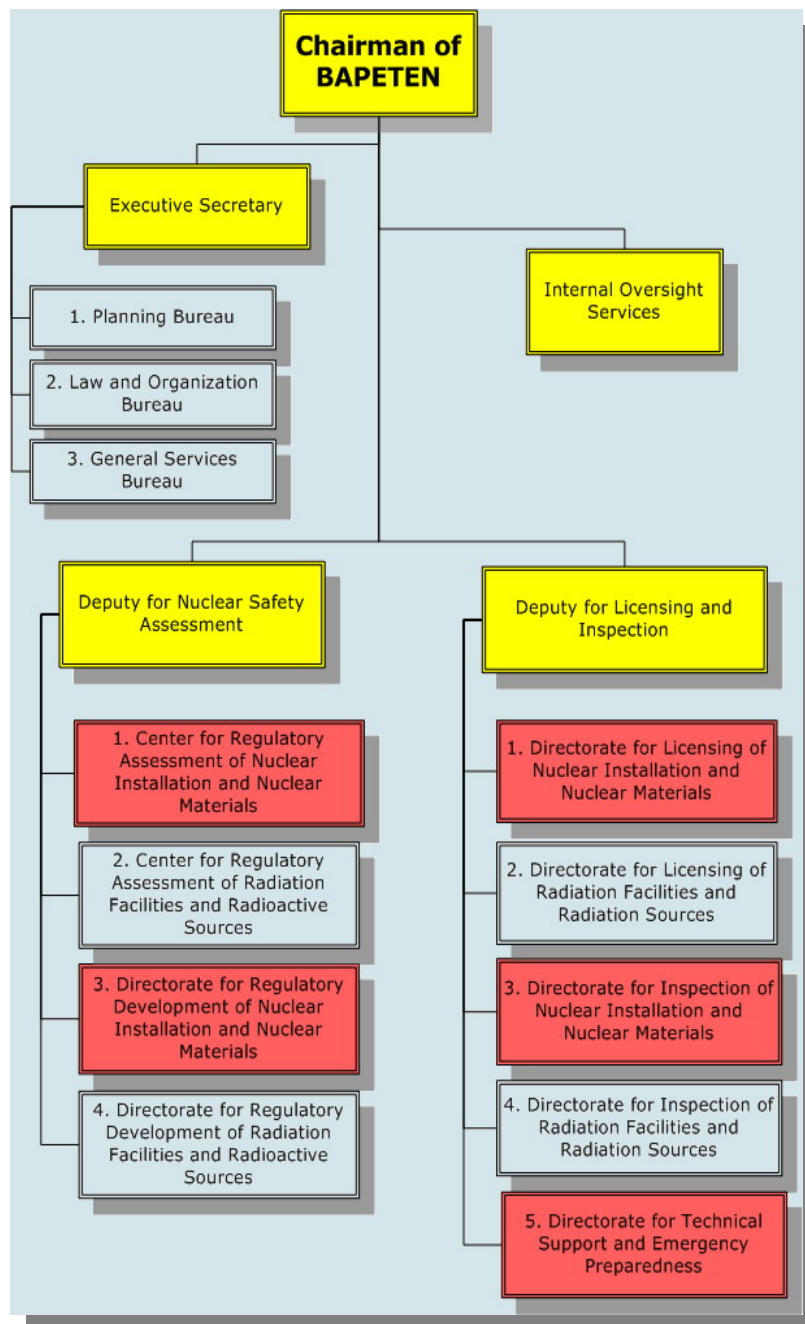 Chairman of
BAPETEN
Executive Secretary
Internal Oversight
Services
1. Planning Bureau
2. Law and Organization
Bureau
3. General Services
Bureau
Deputy for Nuclear Safety
Assessment
1. Center for Regulatory
Assessment of Nuclear
Installation and Nuclear
Materials
2. Center for Regulatory
Assessment of Radiation
Facilities and Radioactive
Sources
3. Directorate for Regulatory
Development of Nuclear
Installation and Nuclear
Materials
4. Directorate for Regulatory
Development of Radiation
Facilities and Radioactive
Sources
Deputy for Licensing and
Inspection
1. Directorate for Licensing of
Nuclear Installation and
Nuclear Materials
2. Directorate for Licensing of
Radiation Facilities and
Radiation Sources
3. Directorate for Inspection of
Nuclear Installation and
Nuclear Materials
4. Directorate for Inspection of
Radiation Facilities and
Radiation Sources
5. Directorate for Technical
Support and Emergency
Preparedness